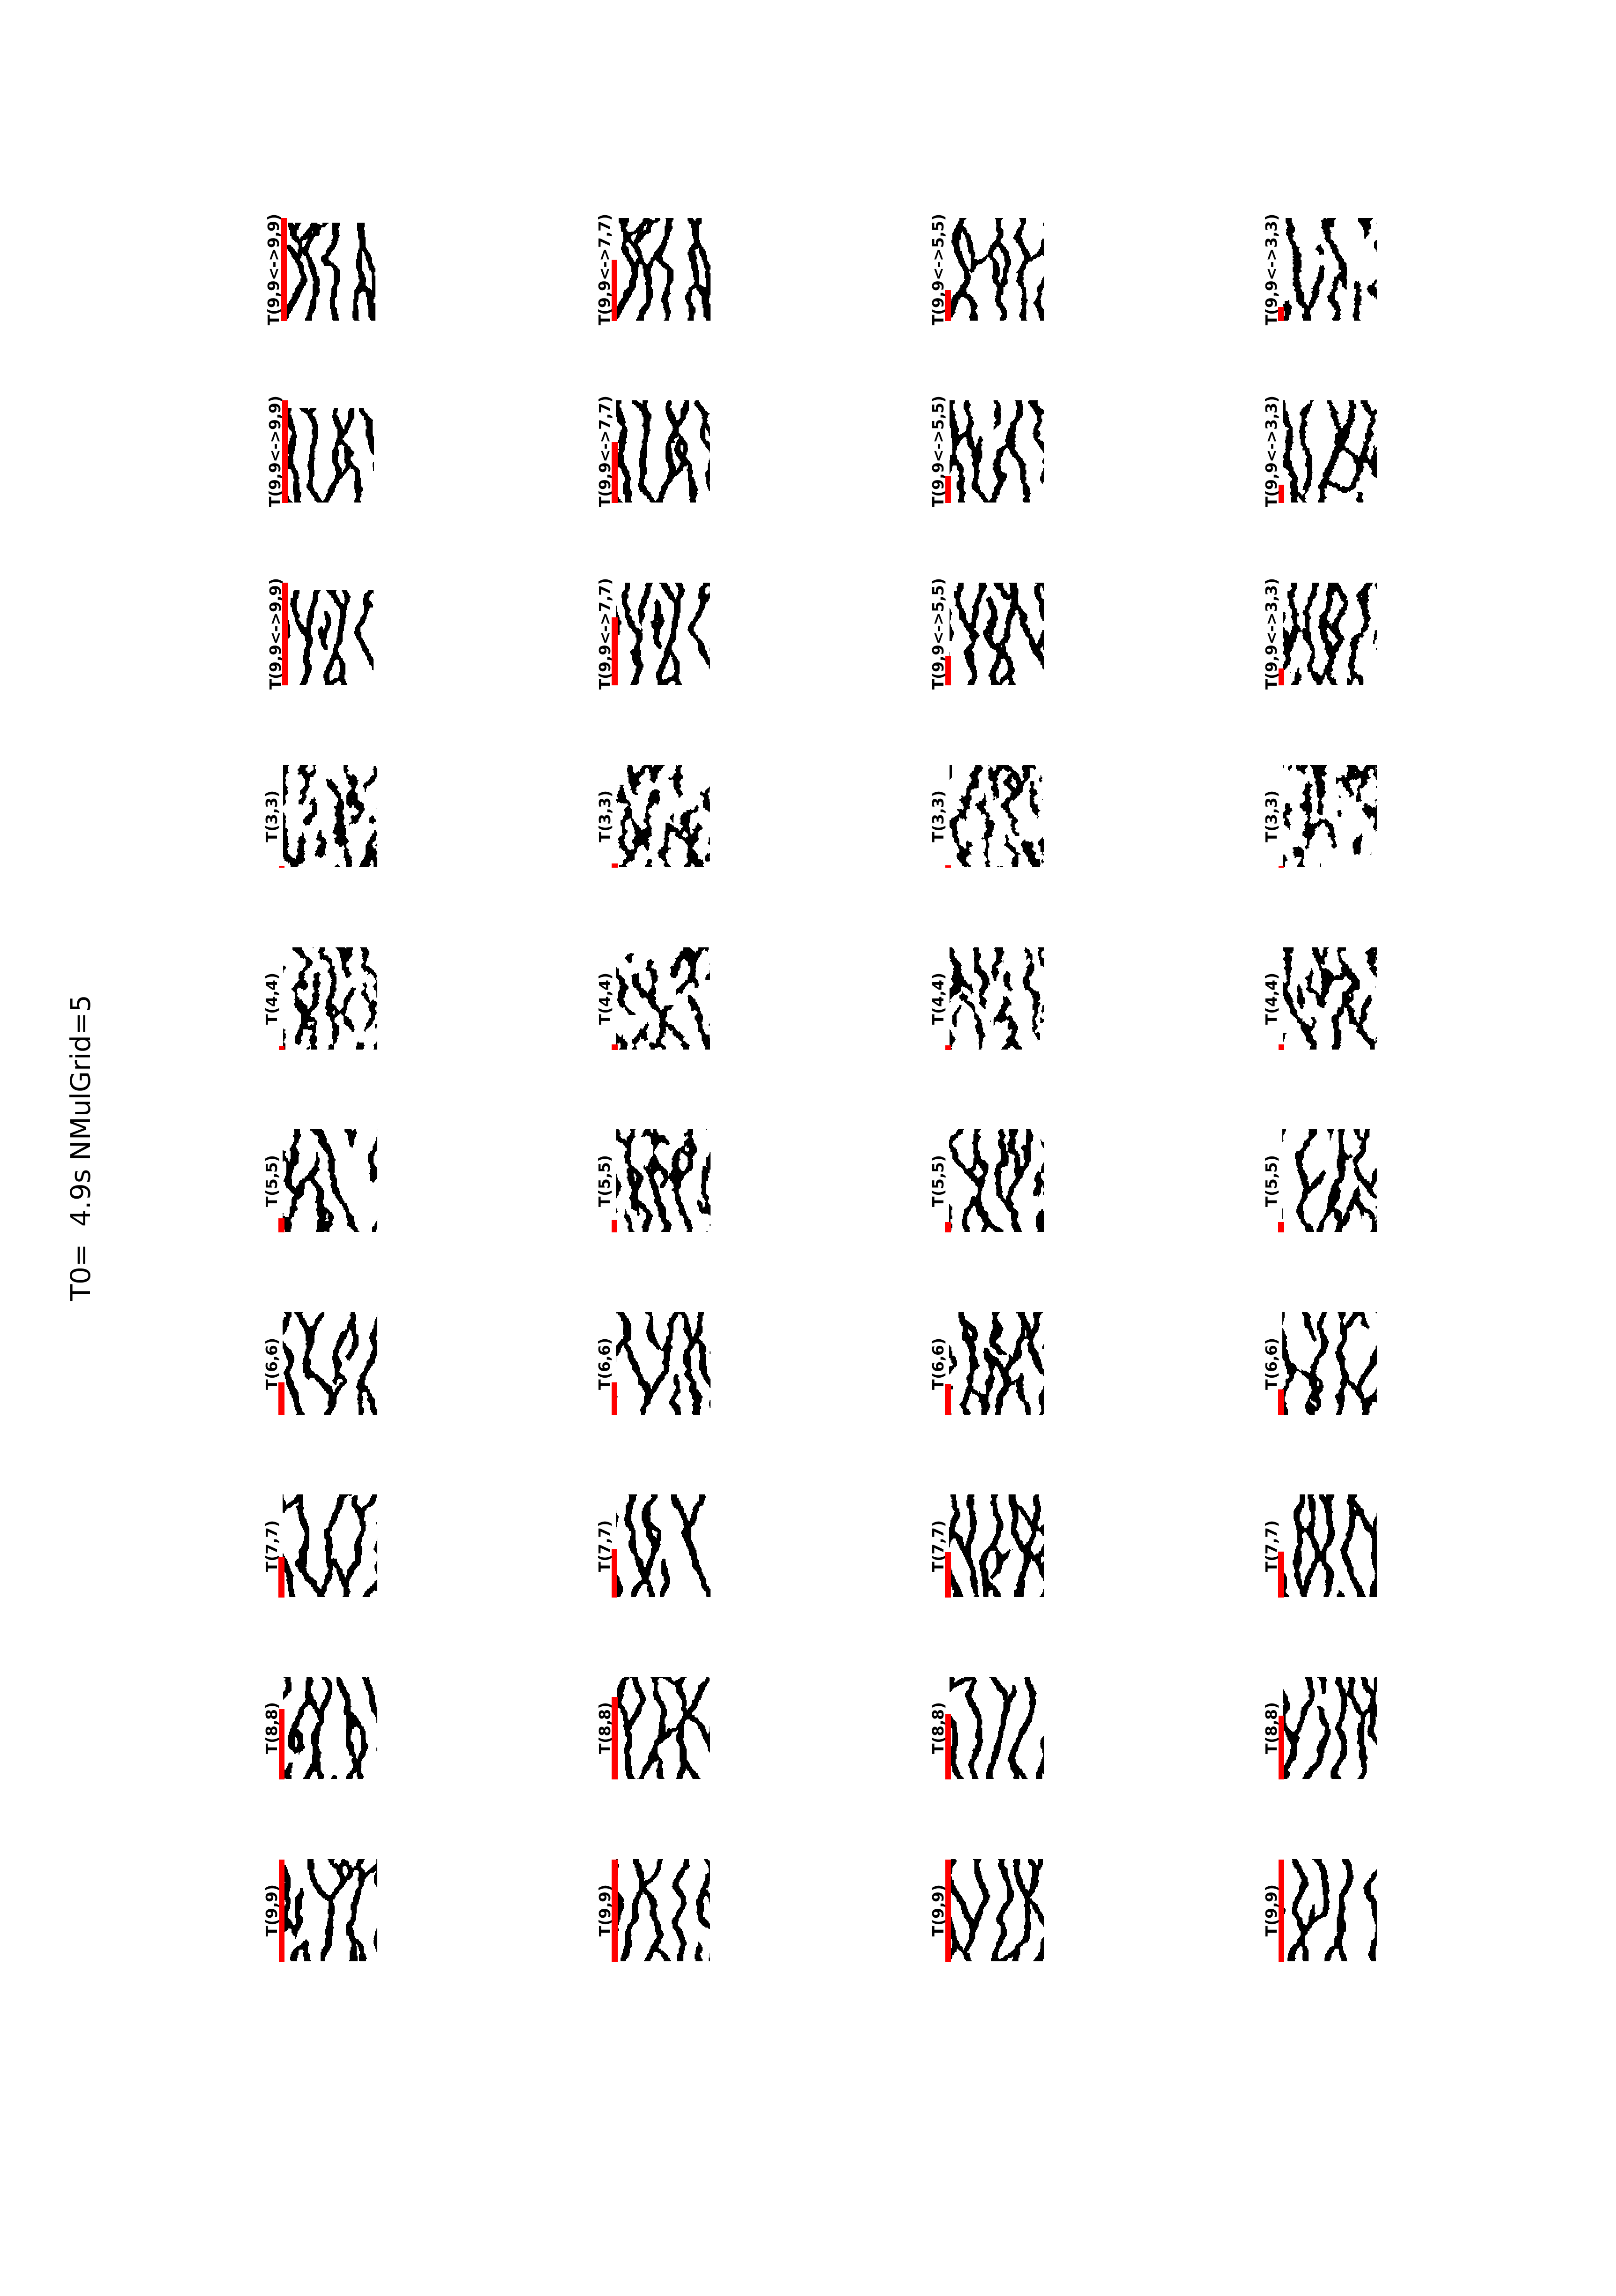 T0=  4.9s NMulGrid=5
T(9,9)
T(8,8)
T(7,7)
T(6,6)
T(5,5)
T(4,4)
T(3,3)
T(9,9<->9,9)
T(9,9<->9,9)
T(9,9<->9,9)
T(9,9)
T(8,8)
T(7,7)
T(6,6)
T(5,5)
T(4,4)
T(3,3)
T(9,9<->7,7)
T(9,9<->7,7)
T(9,9<->7,7)
T(9,9)
T(8,8)
T(7,7)
T(6,6)
T(5,5)
T(4,4)
T(3,3)
T(9,9<->5,5)
T(9,9<->5,5)
T(9,9<->5,5)
T(9,9)
T(8,8)
T(7,7)
T(6,6)
T(5,5)
T(4,4)
T(3,3)
T(9,9<->3,3)
T(9,9<->3,3)
T(9,9<->3,3)